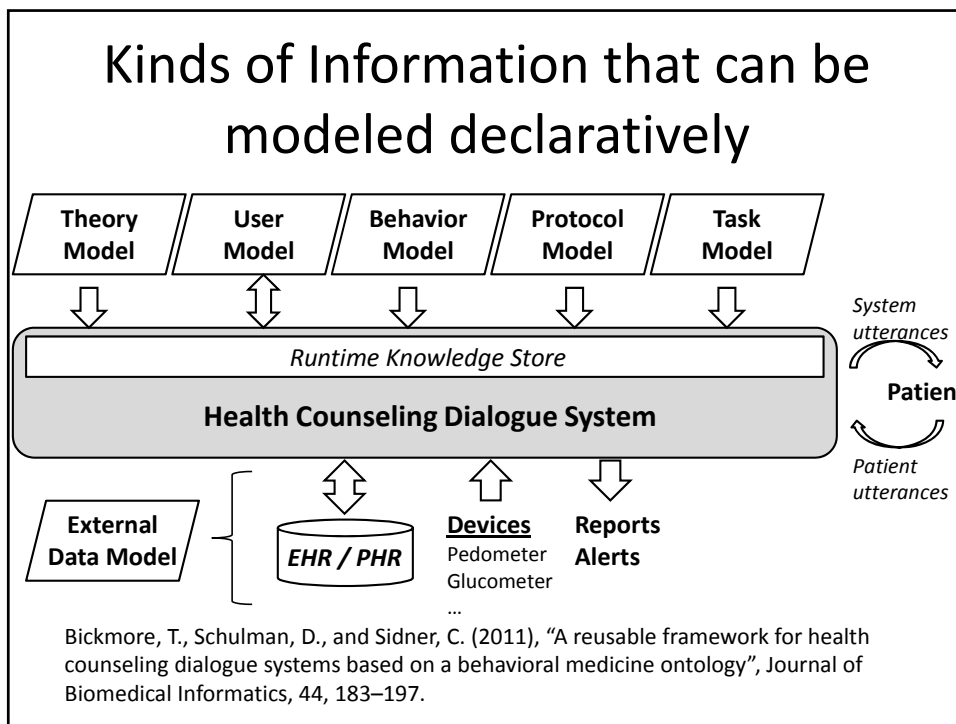 Kinds of Information that can be
modeled declaratively
Theory
Model
User
Model
Behavior
Model
Protocol
Model
Task
Model
Runtime Knowledge Store
Health Counseling Dialogue System
System
utterances
Patien
Patient
utterances
External
Data Model
EHR / PHR
Devices
Pedometer
Glucometer
…
Reports
Alerts
Bickmore, T., Schulman, D., and Sidner, C. (2011), “A reusable framework for health
counseling dialogue systems based on a behavioral medicine ontology”, Journal of
Biomedical Informatics, 44, 183–197.